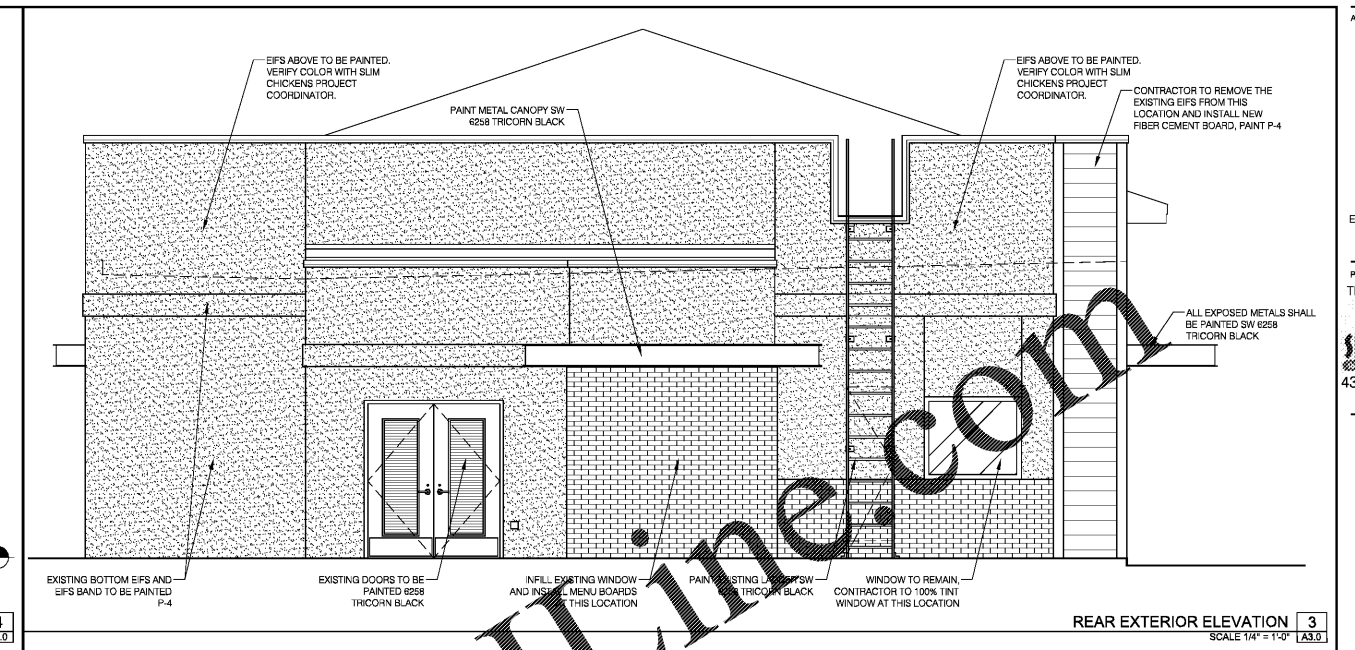 EIFS ABOVE TO BE PAINTED.
VERIFY COLOR WITH SLIM
CHICKENS PROJECT
COORDINATOR.
PAINT METAL CANOPY SW
6258 TRICORN BLACK
EIFS ABOVE TO BE PAINTED.
VERIFY COLOR WITH SLIM
CHICKENS PROJECT
COORDINATOR.
CONTRACTOR TO REMOVE THE
EXISTING EIFS FROM THIS
LOCATION AND INSTALL NEW
FIBER CEMENT BOARD, PAINT P-4
ALL EXPOSED METALS SHALL
BE PAINTED SW 6258
TRICORN BLACK
EXISTING BOTTOM EIFS AND
EIFS BAND TO BE PAINTED
P-4
EXISTING DOORS TO BE
PAINTED 6258
TRICORN BLACK
INFILL EXISTING WINDOW
AND INSTALL MENU BOARDS
AT THIS LOCATION
PAINT EXISTING LADDER SW
6258 TRICORN BLACK
WINDOW TO REMAIN,
CONTRACTOR TO 100% TINT
WINDOW AT THIS LOCATION
REAR EXTERIOR ELEVATION 3
SCALE 1/4" = 1'-0" A3.0
lLine.com
43